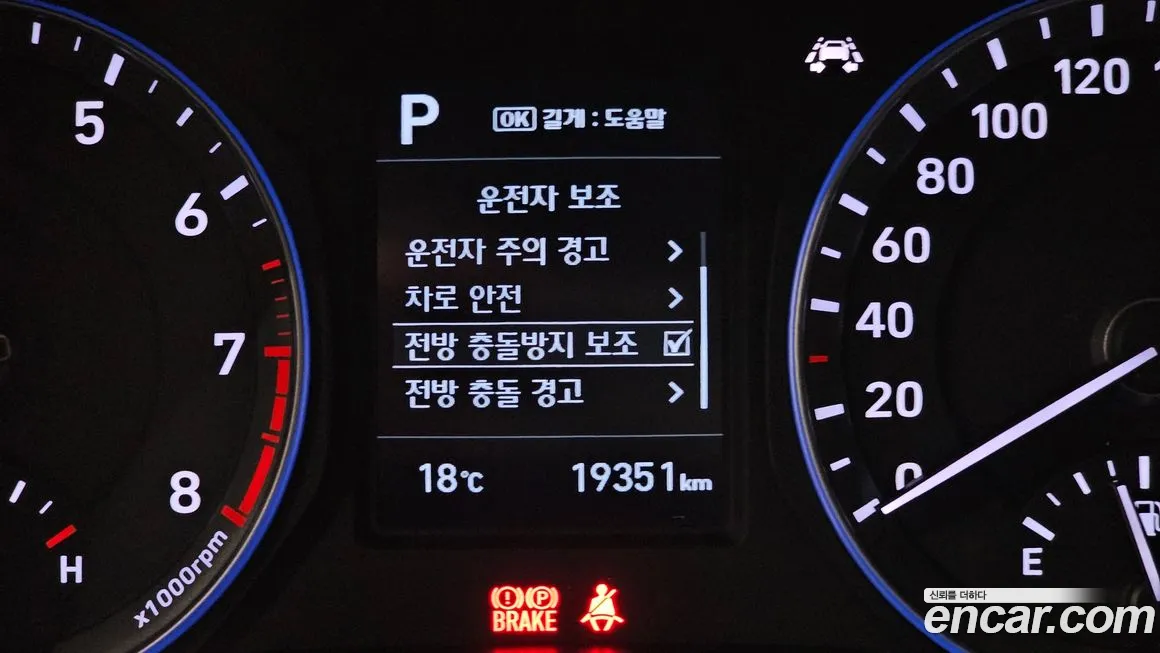 5
6
7
8
x1000rpm
H
P
OK 길게 : 도움말
운전자 보조
운전자 주의 경고
차로 안전
전방 충돌방지 보조
전방 충돌 경고
18°C
19351 km
(!) (P)
BRAKE
120
100
80
60
40
20
0
E
신뢰를 더하다
encar.com